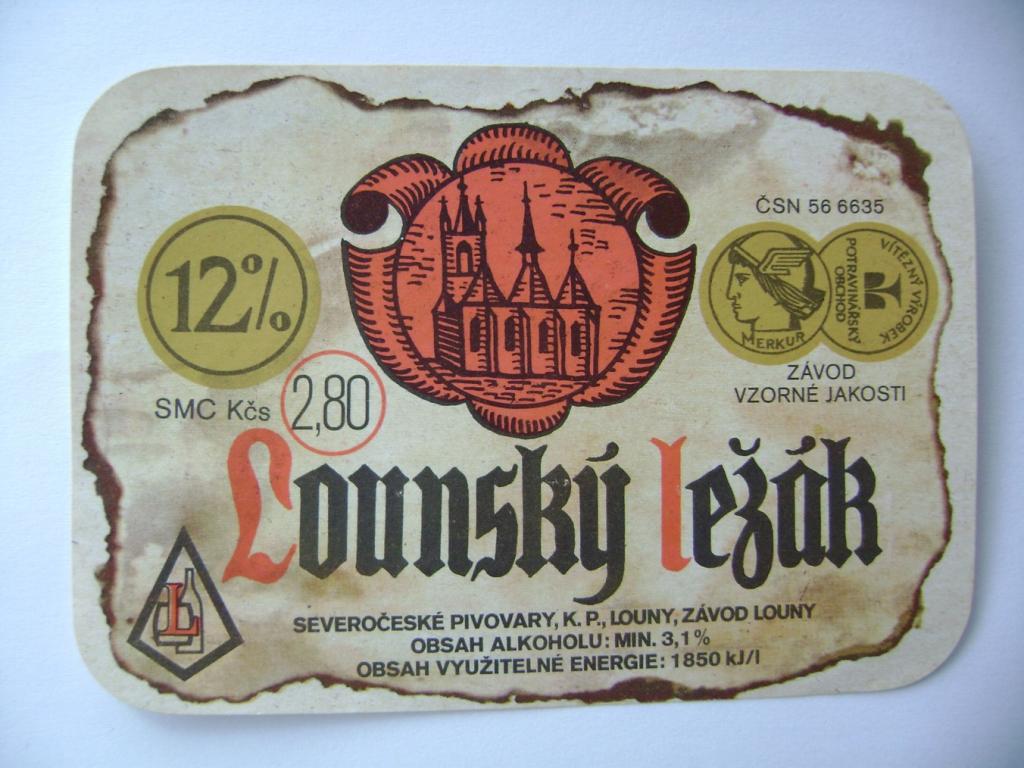 ČSN 56 6635
12%
MERKUR
VÍTĚZNÝ VÝROBEK
POTRAVINÁŘSKÝ
OBCHOD
ZÁVOD
VZORNÉ JAKOSTI
SMC Kčs 2,80
Lounský ležák
L
SEVEROČESKÉ PIVOVARY, K. P., LOUNY, ZÁVOD LOUNY
OBSAH ALKOHOLU: MIN. 3,1%
OBSAH VYUŽITELNÉ ENERGIE: 1850 kJ/l